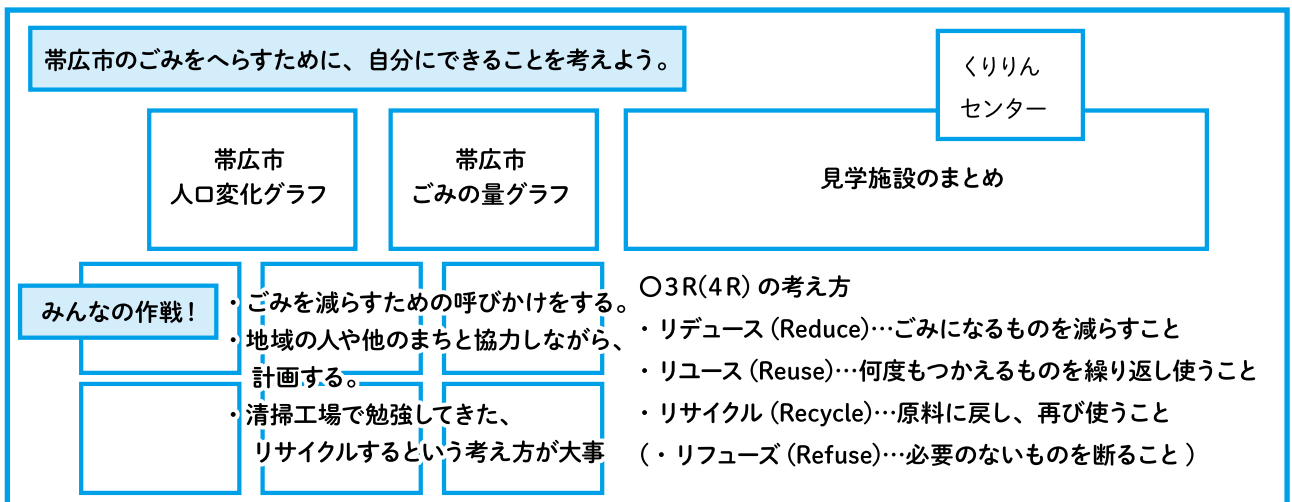 帯広市のごみをへらすために、自分にできることを考えよう。
くりりん
センター
帯広市
人口変化グラフ
帯広市
ごみの量グラフ
見学施設のまとめ
みんなの作戦！
・ごみを減らすための呼びかけをする。
・地域の人や他のまちと協力しながら、
計画する。
・清掃工場で勉強してきた、
リサイクルするという考え方が大事
〇３R(４R) の考え方
・リデュース (Reduce)…ごみになるものを減らすこと
・リユース (Reuse)…何度もつかえるものを繰り返し使うこと
・リサイクル (Recycle)…原料に戻し、再び使うこと
(・リフューズ (Refuse)…必要のないものを断ること )